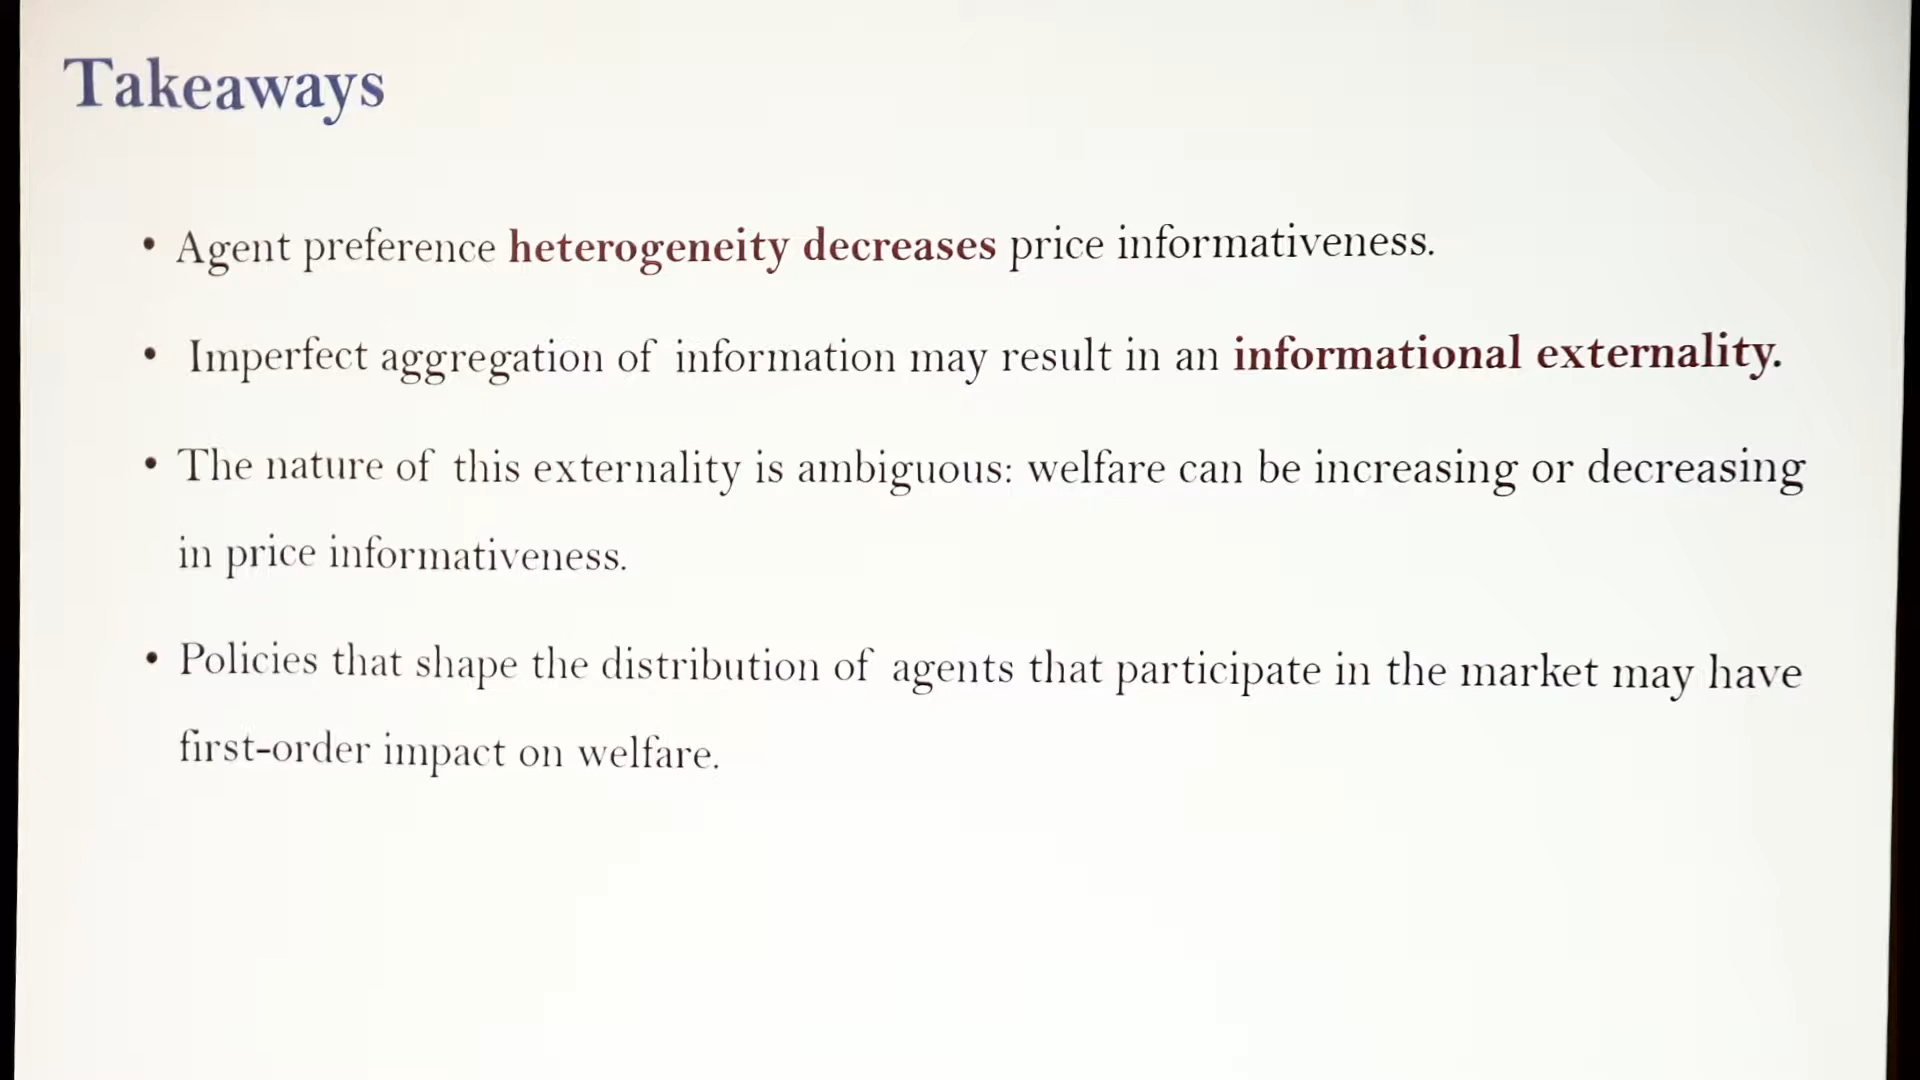 Takeaways
• Agent preference heterogeneity decreases price informativeness.
• Imperfect aggregation of information may result in an informational externality.
• The nature of this externality is ambiguous: welfare can be increasing or decreasing
in price informativeness.
• Policies that shape the distribution of agents that participate in the market may have
first-order impact on welfare.